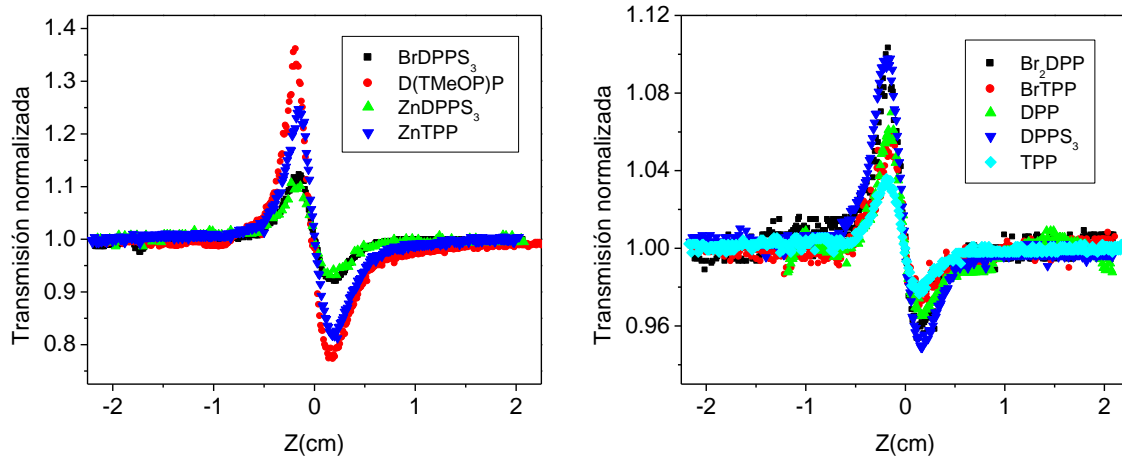 1.4
1.3
1.2
1.1
1.0
0.9
0.8
Transmisión normalizada
BrDPPS3
D(TMeOP)P
ZnDPPS3
ZnTPP
-2 -1 0 1 2
Z(cm)
1.12
1.08
1.04
1.00
0.96
Transmisión normalizada
Br2DPP
BrTPP
DPP
DPPS3
TPP
-2 -1 0 1 2
Z(cm)